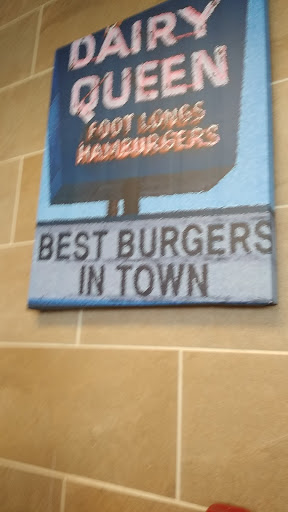 DAIRY
QUEEN
FOOT LONGS
HAMBURGERS
BEST BURGERS
IN TOWN